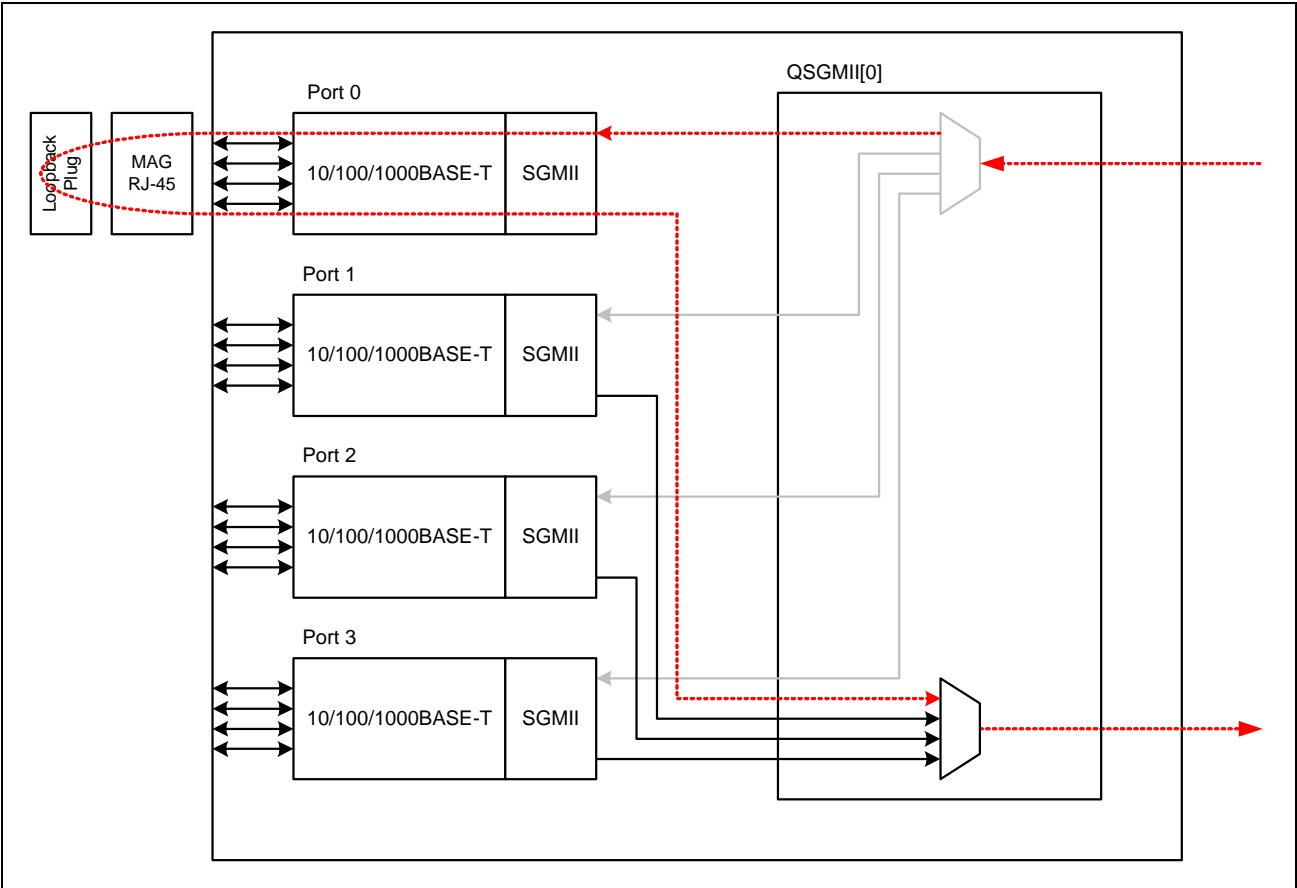 QSGMII[0]
Port 0
Loopback
Plug
MAG
RJ-45
10/100/1000BASE-T
SGMII
Port 1
10/100/1000BASE-T
SGMII
Port 2
10/100/1000BASE-T
SGMII
Port 3
10/100/1000BASE-T
SGMII